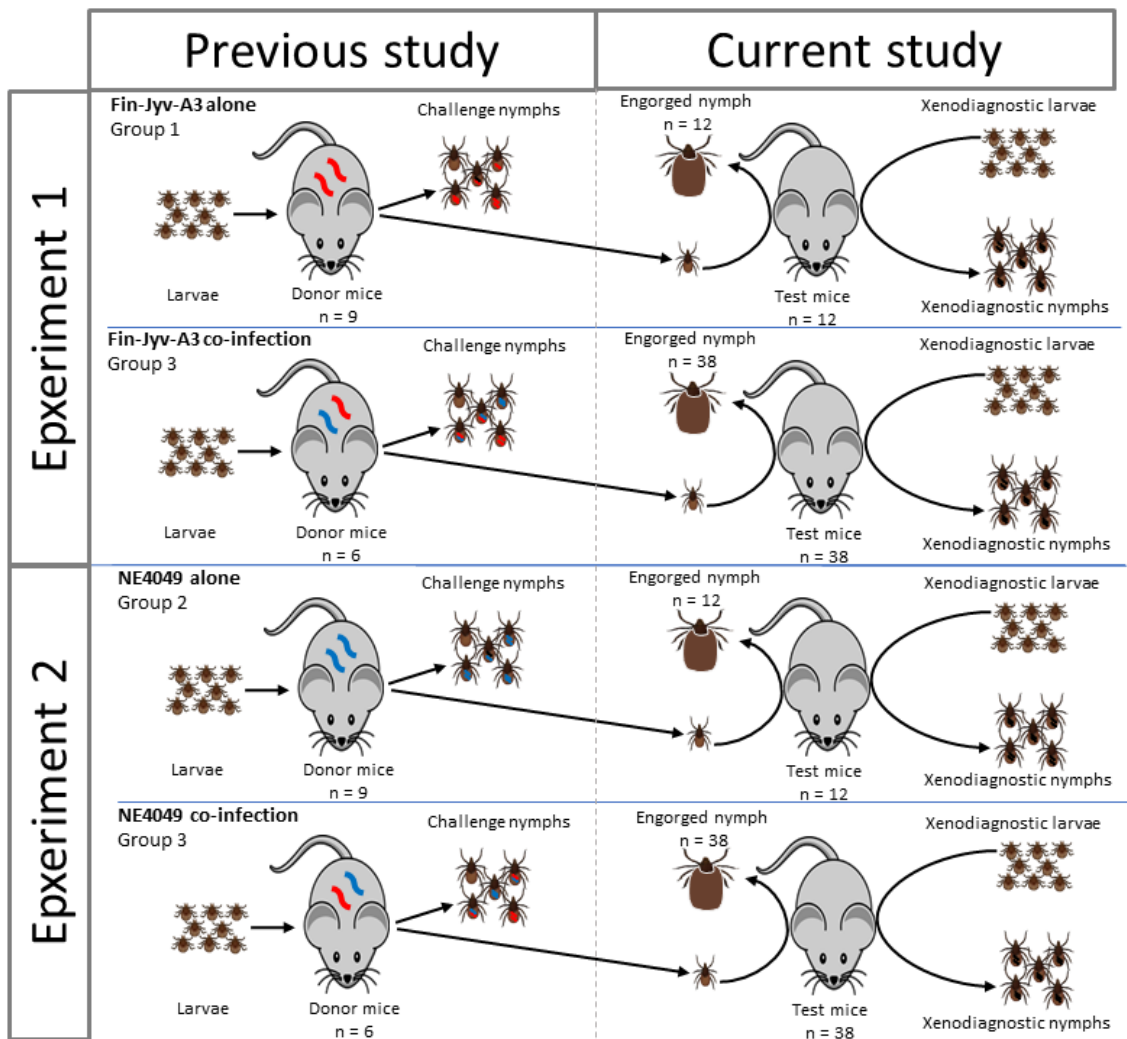 Previous study
Current study
Epxeriment 1
Fin-Jyv-A3 alone
Group 1
Challenge nymphs
Larvae
Donor mice
n = 9
Engorged nymph
n = 12
Xenodiagnostic larvae
Test mice
n = 12
Xenodiagnostic nymphs
Fin-Jyv-A3 co-infection
Group 3
Challenge nymphs
Larvae
Donor mice
n = 6
Engorged nymph
n = 38
Xenodiagnostic larvae
Test mice
n = 38
Xenodiagnostic nymphs
Epxeriment 2
NE4049 alone
Group 2
Challenge nymphs
Larvae
Donor mice
n = 9
Engorged nymph
n = 12
Xenodiagnostic larvae
Test mice
n = 12
Xenodiagnostic nymphs
NE4049 co-infection
Group 3
Challenge nymphs
Larvae
Donor mice
n = 6
Engorged nymph
n = 38
Xenodiagnostic larvae
Test mice
n = 38
Xenodiagnostic nymphs